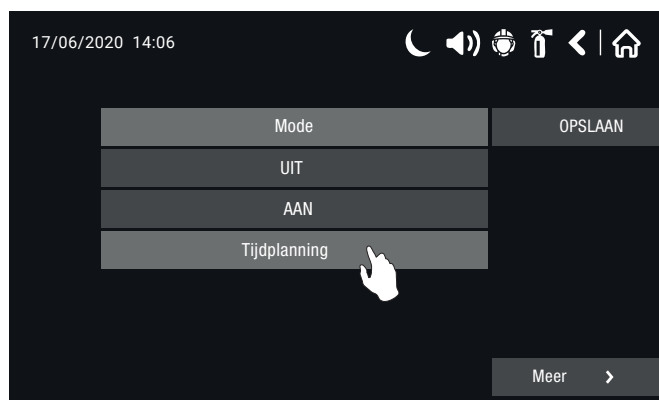 17/06/2020 14:06
Mode
OPSLAAN
UIT
AAN
Tijdplanning
Meer